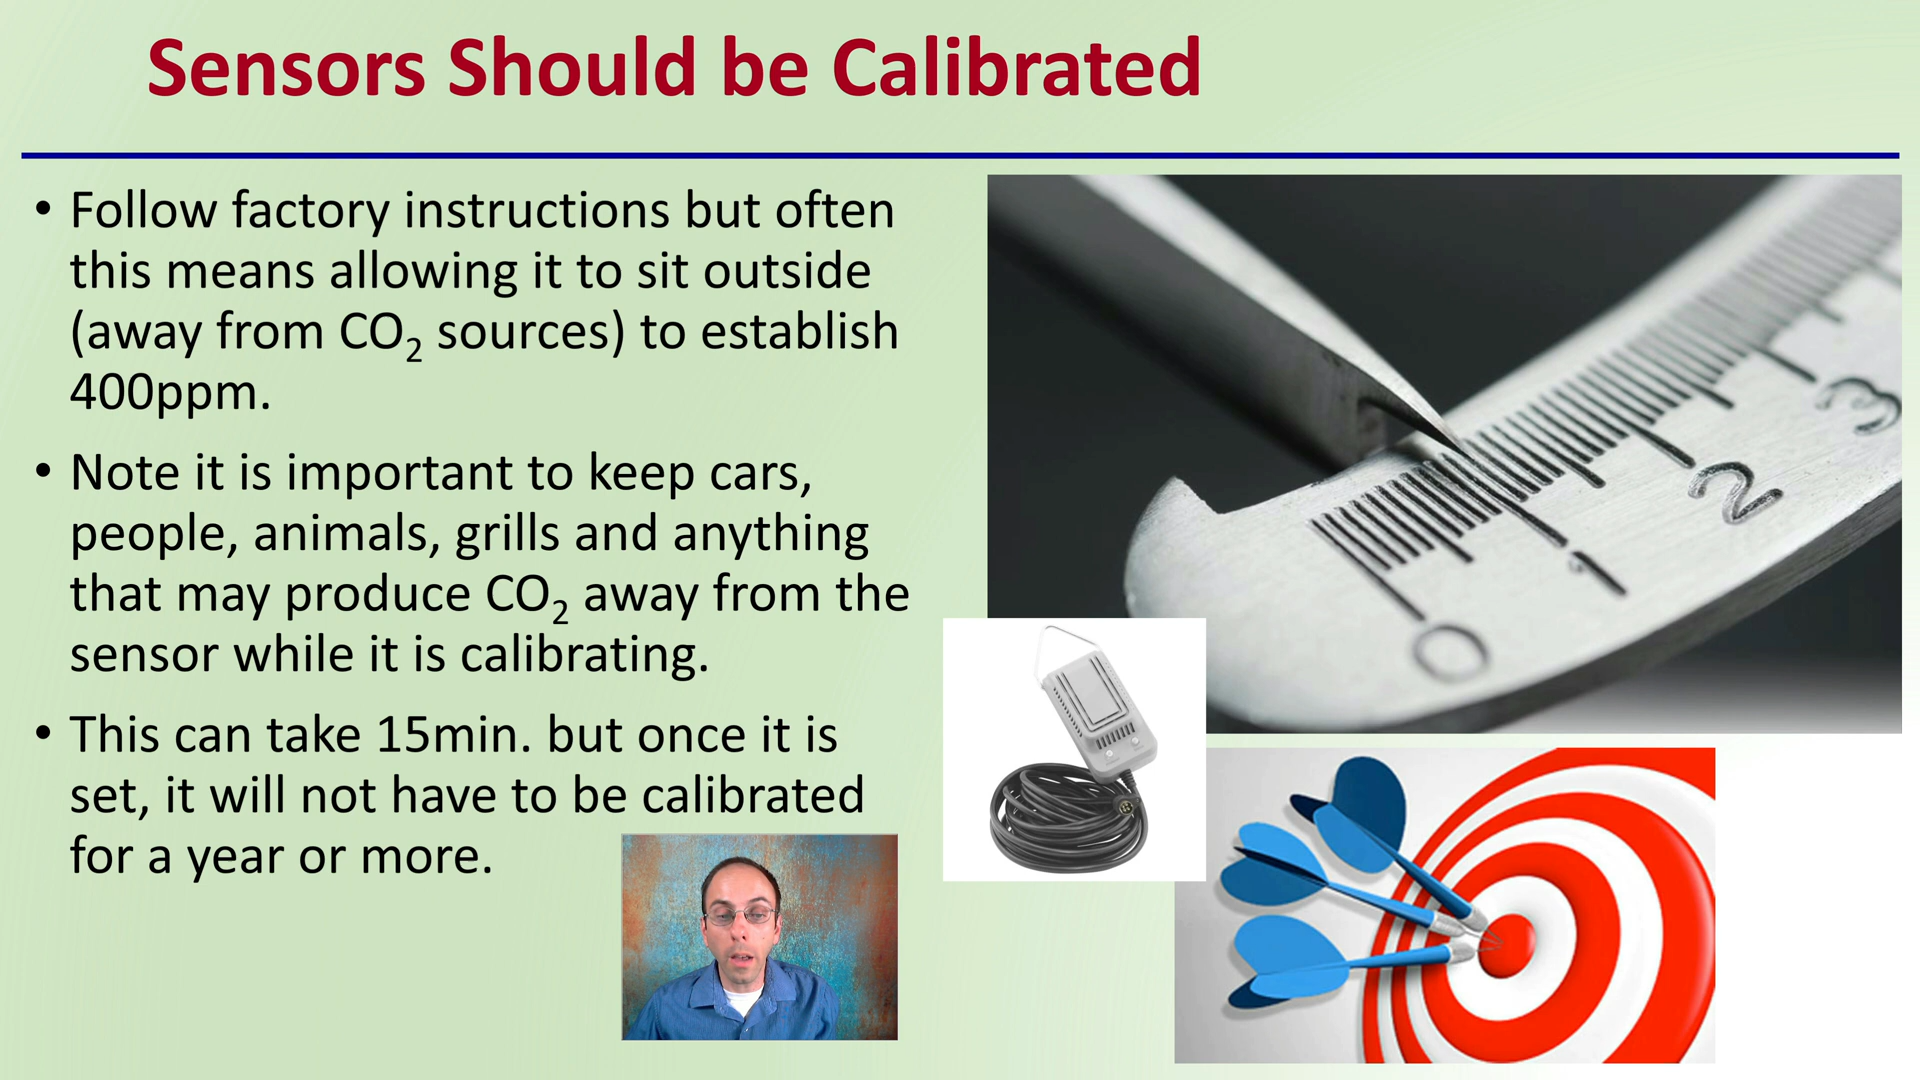 Sensors Should be Calibrated
• Follow factory instructions but often
this means allowing it to sit outside
(away from CO₂ sources) to establish
400ppm.
• Note it is important to keep cars,
people, animals, grills and anything
that may produce CO₂ away from the
sensor while it is calibrating.
• This can take 15min. but once it is
set, it will not have to be calibrated
for a year or more.
0
1
2
3